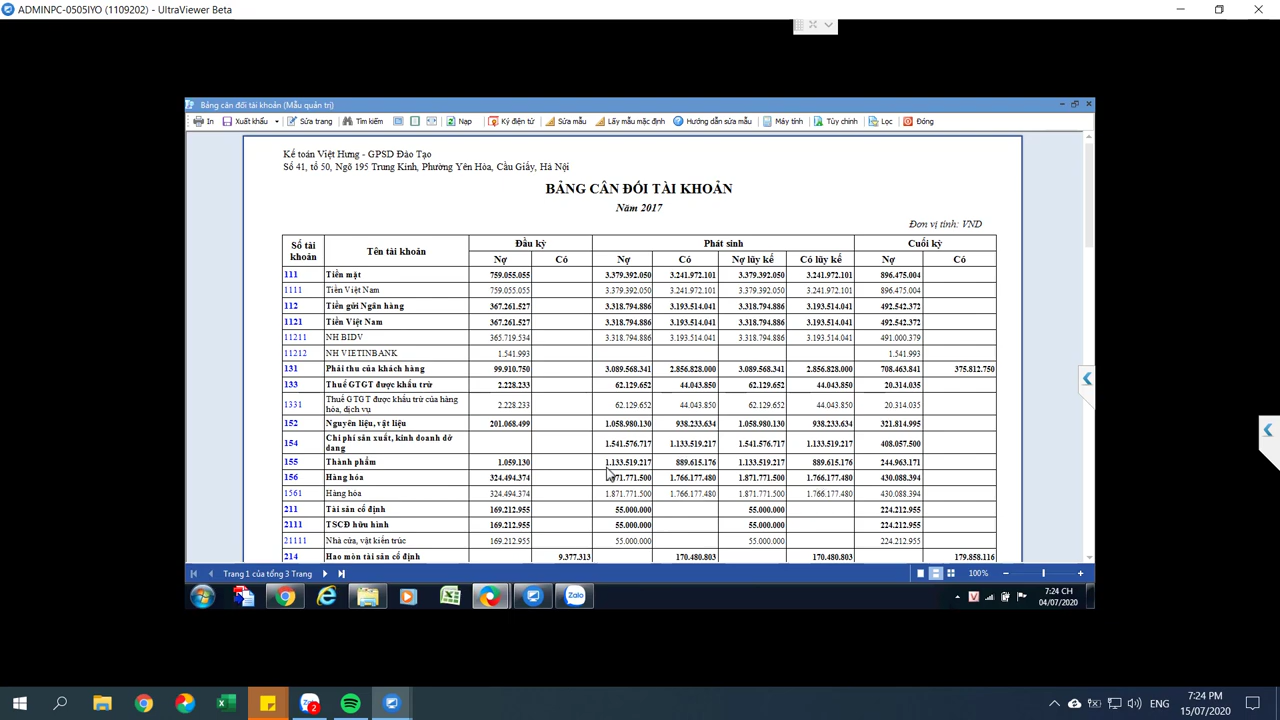 ADMINPC-0505IYO (1109202) - UltraViewer Beta
Bảng cân đối tài khoản (Mẫu quản trị)
In Xuất khẩu Sửa trang Tìm kiếm Nạp Ký điện tử Sửa mẫu Lấy mẫu mặc định Hướng dẫn sửa mẫu Máy tính Tùy chỉnh Lọc Đóng
Kế toán Việt Hưng - GPSD Đào Tạo
Số 41, tổ 50, Ngõ 195 Trung Kính, Phường Yên Hòa, Cầu Giấy, Hà Nội
BẢNG CÂN ĐỐI TÀI KHOẢN
Năm 2017
Đơn vị tính: VND
Số tài khoản Tên tài khoản Đầu kỳ Phát sinh Cuối kỳ
Nợ Có Nợ Có Nợ lũy kế Có lũy kế Nợ Có
111 Tiền mặt 759.055.055 3.379.392.050 3.241.972.101 3.379.392.050 3.241.972.101 896.475.004
1111 Tiền Việt Nam 759.055.055 3.379.392.050 3.241.972.101 3.379.392.050 3.241.972.101 896.475.004
112 Tiền gửi Ngân hàng 367.261.527 3.318.794.886 3.193.514.041 3.318.794.886 3.193.514.041 492.542.372
1121 Tiền Việt Nam 367.261.527 3.318.794.886 3.193.514.041 3.318.794.886 3.193.514.041 492.542.372
11211 NH BIDV 365.719.534 3.318.794.886 3.193.514.041 3.318.794.886 3.193.514.041 491.000.379
11212 NH VIETINBANK 1.541.993 1.541.993
131 Phải thu của khách hàng 99.910.750 3.089.568.341 2.856.828.000 3.089.568.341 2.856.828.000 708.463.841 375.812.750
133 Thuế GTGT được khấu trừ 2.228.233 62.129.652 44.043.850 62.129.652 44.043.850 20.314.035
1331 Thuế GTGT được khấu trừ của hàng hóa, dịch vụ 2.228.233 62.129.652 44.043.850 62.129.652 44.043.850 20.314.035
152 Nguyên liệu, vật liệu 201.068.499 1.058.980.130 938.233.634 1.058.980.130 938.233.634 321.814.995
154 Chi phí sản xuất, kinh doanh dở dang 1.541.576.717 1.133.519.217 1.541.576.717 1.133.519.217 408.057.500
155 Thành phẩm 1.059.130 1.133.519.217 889.615.176 1.133.519.217 889.615.176 244.963.171
156 Hàng hóa 324.494.374 1.871.771.500 1.766.177.480 1.871.771.500 1.766.177.480 430.088.394
1561 Hàng hóa 324.494.374 1.871.771.500 1.766.177.480 1.871.771.500 1.766.177.480 430.088.394
211 Tài sản cố định 169.212.955 55.000.000 55.000.000 224.212.955
2111 TSCĐ hữu hình 169.212.955 55.000.000 55.000.000 224.212.955
21111 Nhà cửa, vật kiến trúc 169.212.955 55.000.000 55.000.000 224.212.955
214 Hao mòn tài sản cố định 9.377.313 170.480.803 170.480.803 179.858.116
Trang 1 của tổng 3 Trang 100%
7:24 CH
04/07/2020
7:24 PM
ENG
15/07/2020